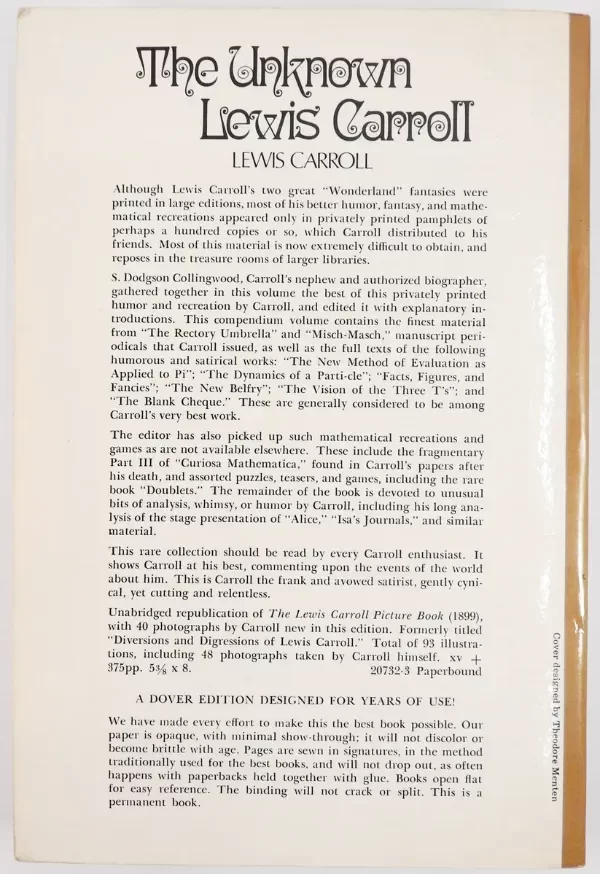 The Unknown
Lewis Carroll
LEWIS CARROLL
Although Lewis Carroll's two great "Wonderland" fantasies were
printed in large editions, most of his better humor, fantasy, and mathe-
matical recreations appeared only in privately printed pamphlets of
perhaps a hundred copies or so, which Carroll distributed to his
friends. Most of this material is now extremely difficult to obtain, and
reposes in the treasure rooms of larger libraries.
S. Dodgson Collingwood, Carroll's nephew and authorized biographer,
gathered together in this volume the best of this privately printed
humor and recreation by Carroll, and edited it with explanatory in-
troductions. This compendium volume contains the finest material
from "The Rectory Umbrella" and "Misch-Masch," manuscript peri-
odicals that Carroll issued, as well as the full texts of the following
humorous and satirical works: "The New Method of Evaluation as
Applied to Pi"; "The Dynamics of a Parti-cle"; "Facts, Figures, and
Fancies"; "The New Belfry"; "The Vision of the Three T's"; and
"The Blank Cheque." These are generally considered to be among
Carroll's very best work.
The editor has also picked up such mathematical recreations and
games as are not available elsewhere. These include the fragmentary
Part III of "Curiosa Mathematica," found in Carroll's papers after
his death, and assorted puzzles, teasers, and games, including the rare
book "Doublets." The remainder of the book is devoted to unusual
bits of analysis, whimsy, or humor by Carroll, including his long ana-
lysis of the stage presentation of "Alice," "Isa's Journals," and similar
material.
This rare collection should be read by every Carroll enthusiast. It
shows Carroll at his best, commenting upon the events of the world
about him. This is Carroll the frank and avowed satirist, gently cyni-
cal, yet cutting and relentless.
Unabridged republication of The Lewis Carroll Picture Book (1899),
with 40 photographs by Carroll new in this edition. Formerly titled
"Diversions and Digressions of Lewis Carroll." Total of 93 illustra-
tions, including 48 photographs taken by Carroll himself. xv +
375pp. 5⅜ x 8. 20732-3 Paperbound
A DOVER EDITION DESIGNED FOR YEARS OF USE!
We have made every effort to make this the best book possible. Our
paper is opaque, with minimal show-through; it will not discolor or
become brittle with age. Pages are sewn in signatures, in the method
traditionally used for the best books, and will not drop out, as often
happens with paperbacks held together with glue. Books open flat
for easy reference. The binding will not crack or split. This is a
permanent book.
Cover designed by Theodore Menten